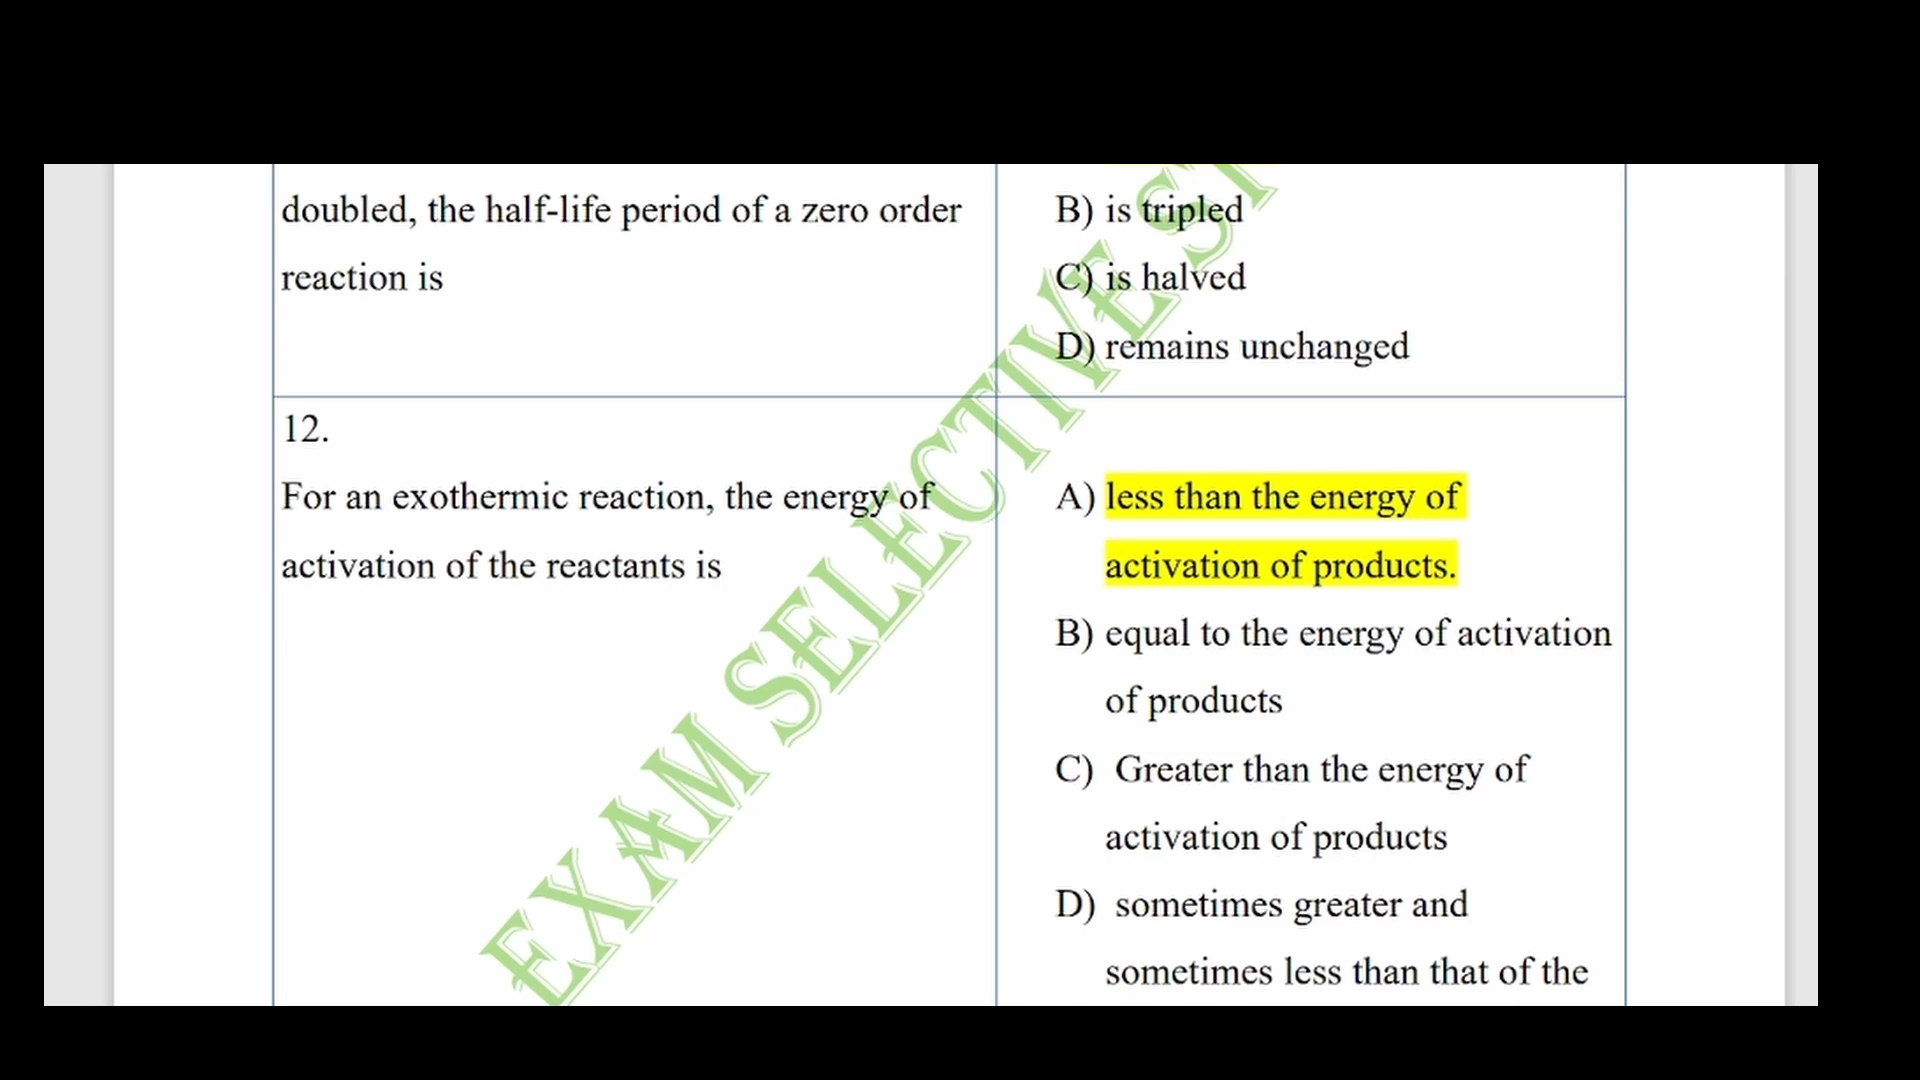 doubled, the half-life period of a zero order
reaction is
B) is tripled
C) is halved
D) remains unchanged
12.
For an exothermic reaction, the energy of
activation of the reactants is
A) less than the energy of
activation of products.
B) equal to the energy of activation
of products
C) Greater than the energy of
activation of products
D) sometimes greater and
sometimes less than that of the
EXAM SELECTIVE ST